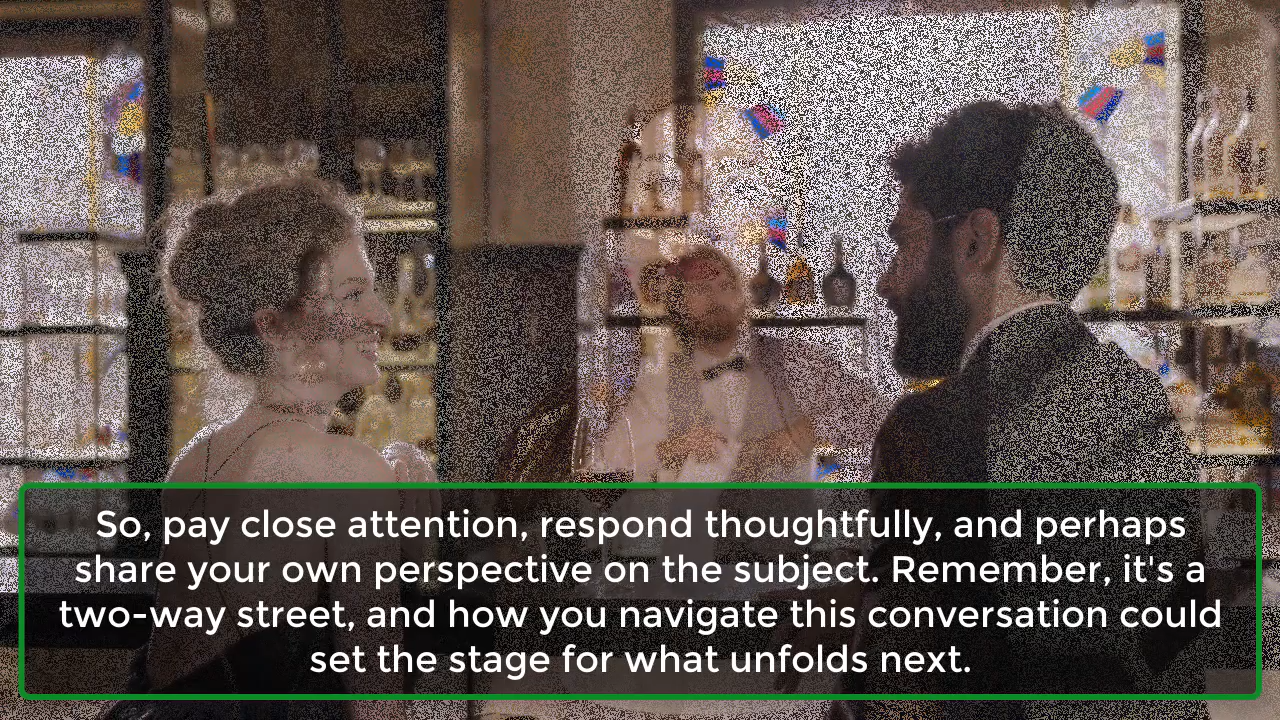 So, pay close attention, respond thoughtfully, and perhaps
share your own perspective on the subject. Remember, it's a
two-way street, and how you navigate this conversation could
set the stage for what unfolds next.